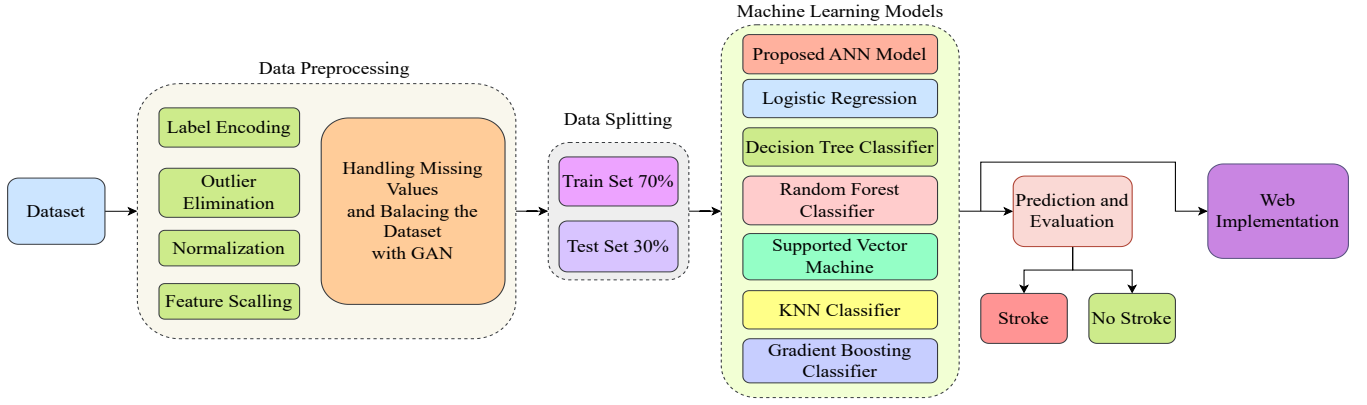 Dataset
Data Preprocessing
Label Encoding
Outlier
Elimination
Normalization
Feature Scalling
Handling Missing
Values
and Balacing the
Dataset
with GAN
Data Splitting
Train Set 70%
Test Set 30%
Machine Learning Models
Proposed ANN Model
Logistic Regression
Decision Tree Classifier
Random Forest
Classifier
Supported Vector
Machine
KNN Classifier
Gradient Boosting
Classifier
Prediction and
Evaluation
Stroke
No Stroke
Web
Implementation